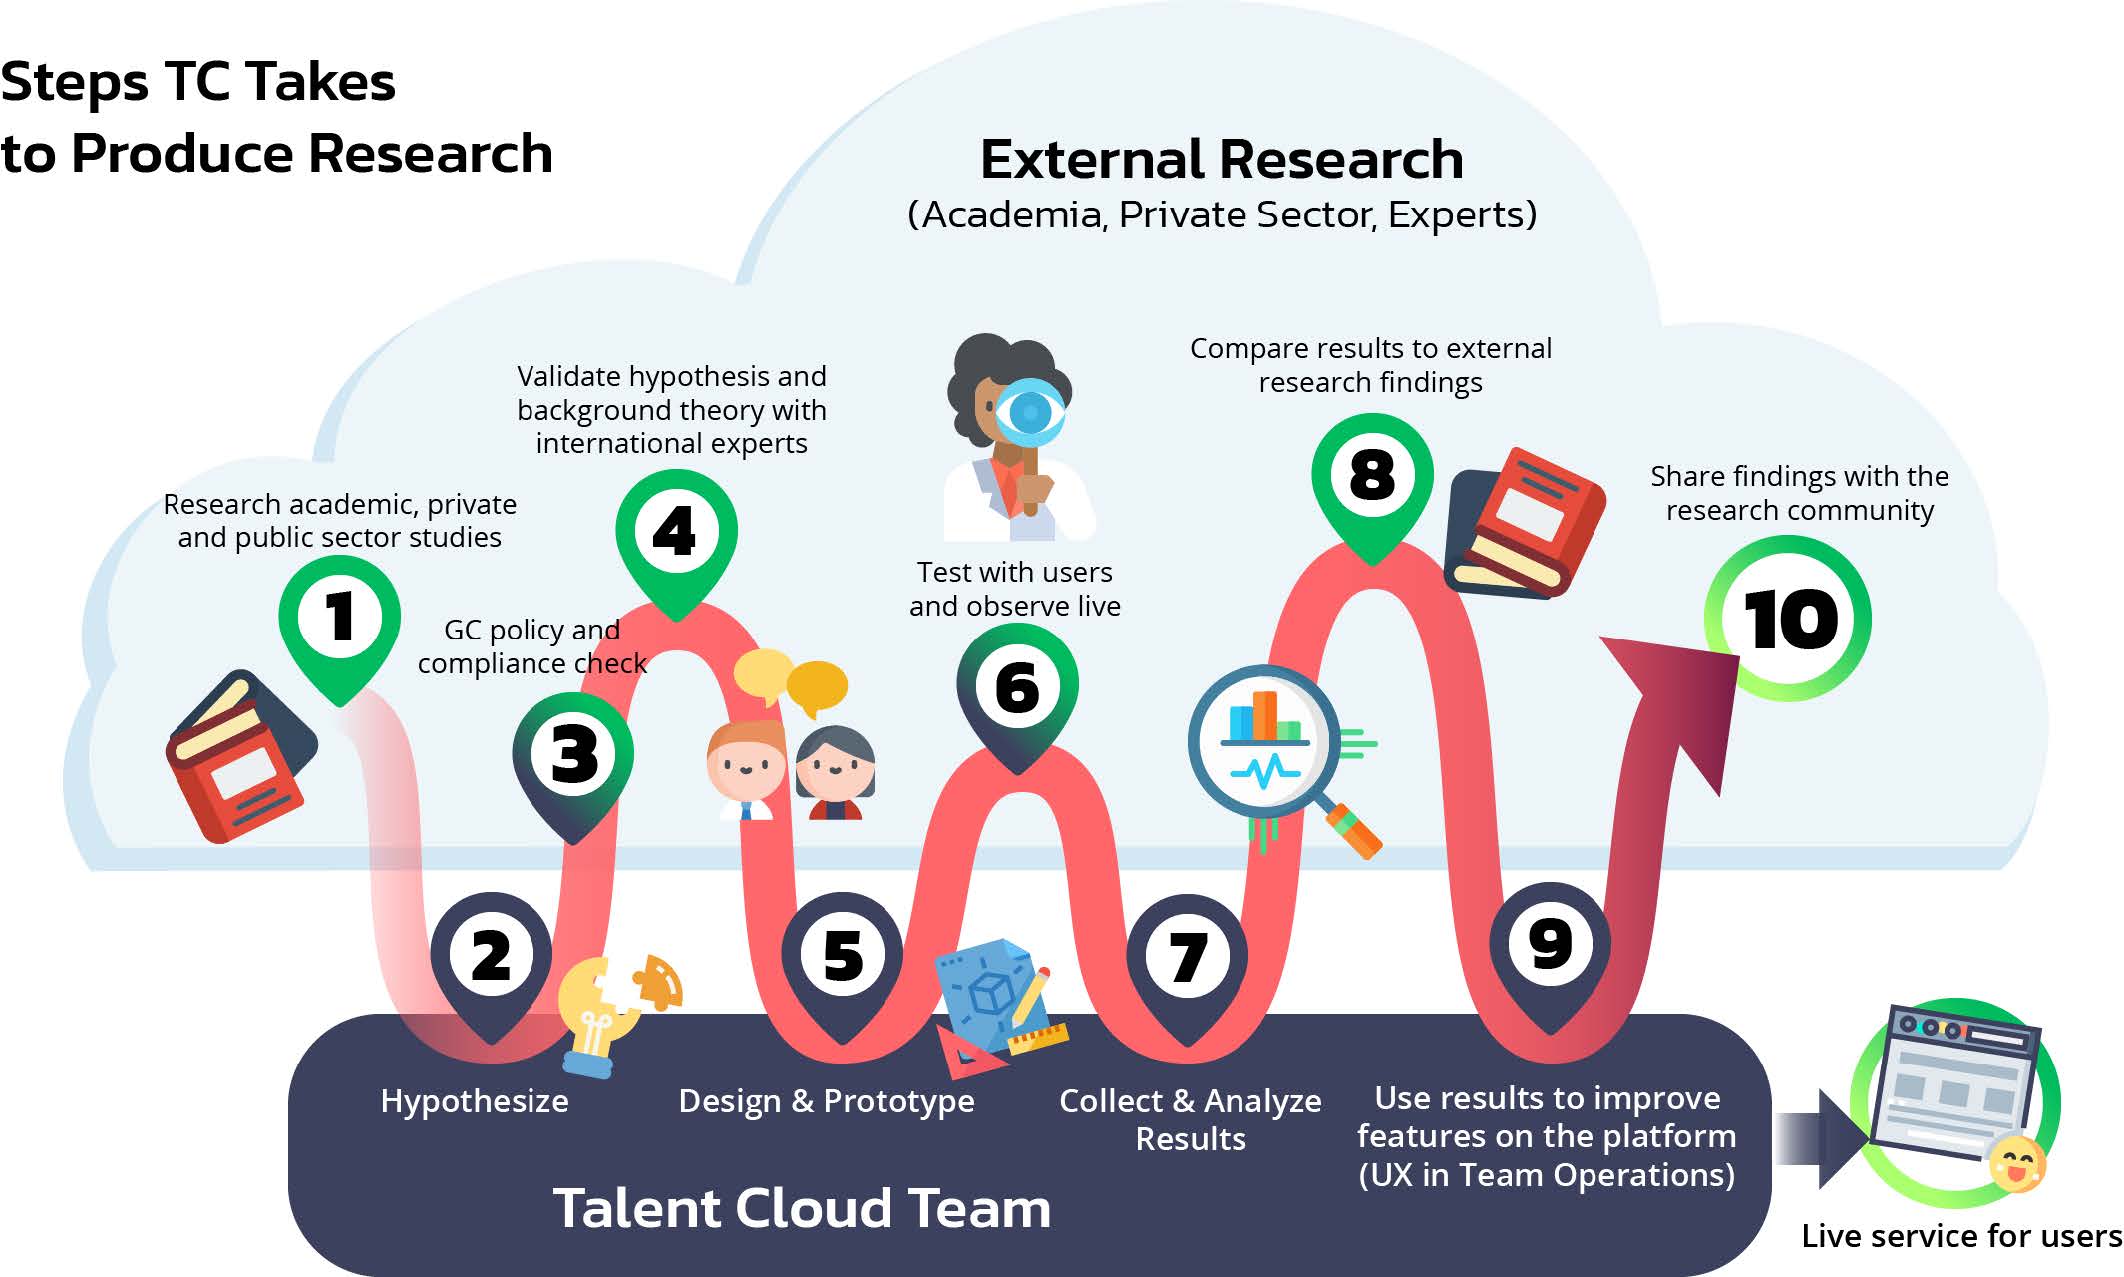 Steps TC Takes
to Produce Research
External Research
(Academia, Private Sector, Experts)
Research academic, private
and public sector studies
1
2
Hypothesize
GC policy and
compliance check
3
Validate hypothesis and
background theory with
international experts
4
5
Design & Prototype
Test with users
and observe live
6
7
Collect & Analyze
Results
Compare results to external
research findings
8
9
Use results to improve
features on the platform
(UX in Team Operations)
Share findings with the
research community
10
Talent Cloud Team
Live service for users